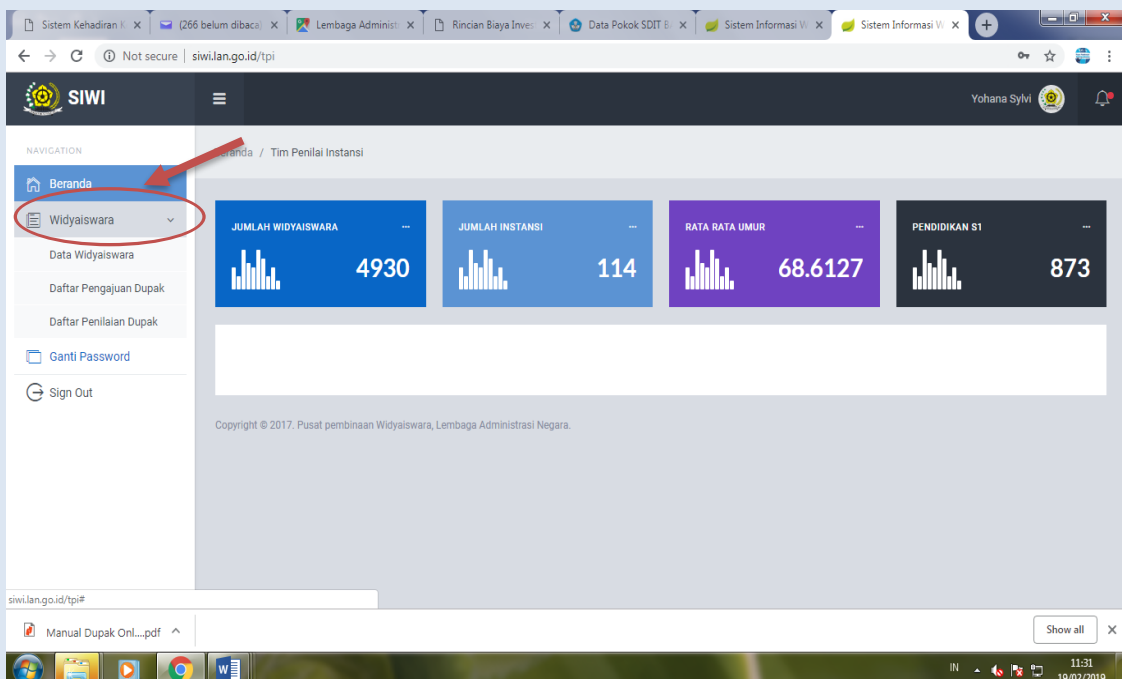 Sistem Kehadiran K
(266 belum dibaca)
Lembaga Administ
Rincian Biaya Inves
Data Pokok SDIT B
Sistem Informasi W
Sistem Informasi W
Not secure | siwi.lan.go.id/tpi
SIWI
Yohana Sylvi
NAVIGATION
Beranda / Tim Penilai Instansi
Beranda
Widyaiswara
Data Widyaiswara
Daftar Pengajuan Dupak
Daftar Penilaian Dupak
Ganti Password
Sign Out
JUMLAH WIDYAISWARA
4930
JUMLAH INSTANSI
114
RATA RATA UMUR
68.6127
PENDIDIKAN S1
873
Copyright © 2017. Pusat pembinaan Widyaiswara, Lembaga Administrasi Negara.
siwi.lan.go.id/tpi#
Manual Dupak Onl....pdf
Show all
IN
11:31
19/02/2019